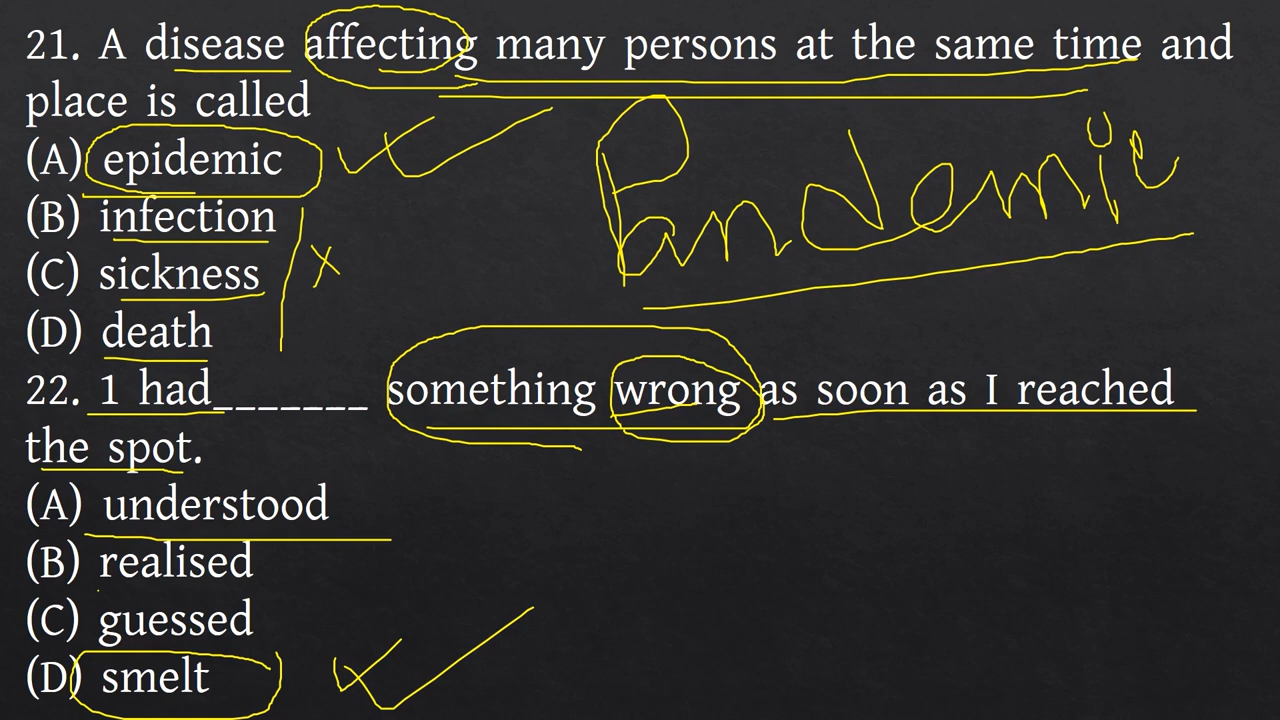 21. A disease affecting many persons at the same time and
place is called
(A) epidemic
Pandemic
(B) infection
(C) sickness
(D) death
22. 1 had_______ something wrong as soon as I reached
the spot.
(A) understood
(B) realised
(C) guessed
(D) smelt